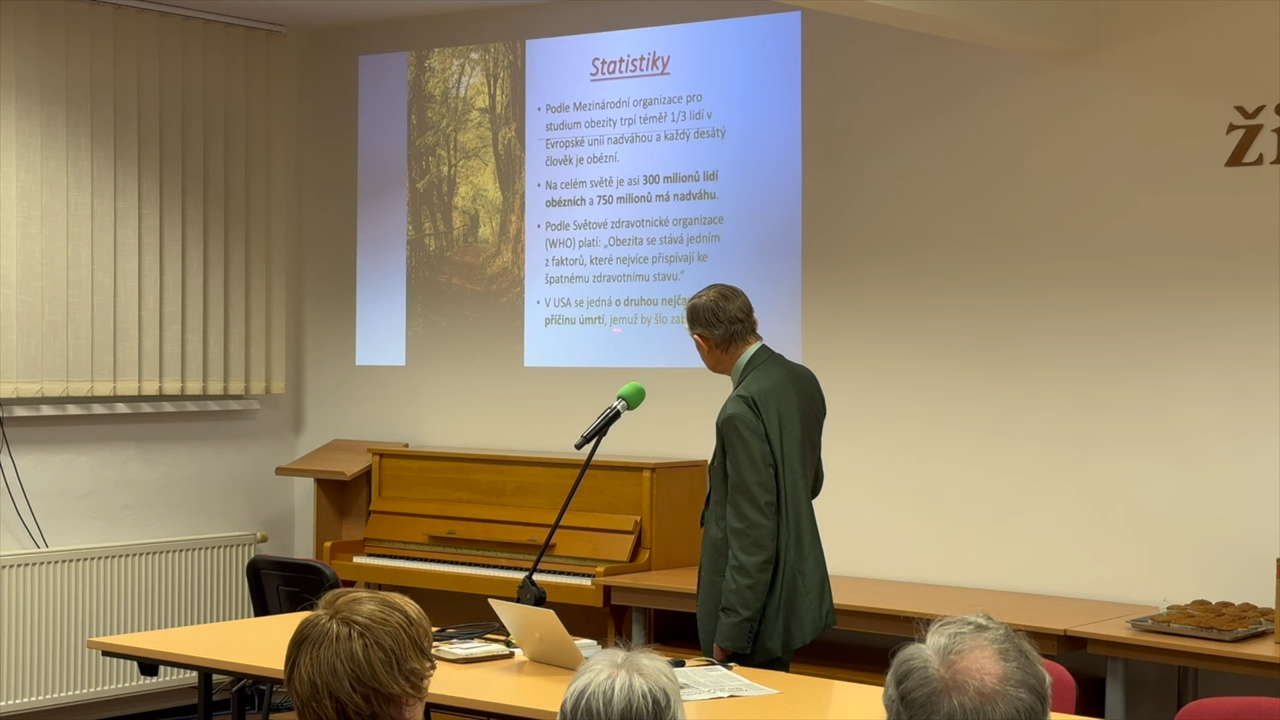 Statistiky
• Podle Mezinárodní organizace pro
studium obezity trpí téměř 1/3 lidí v
Evropské unii nadváhou a každý desátý
člověk je obézní.
• Na celém světě je asi 300 milionů lidí
obézních a 750 milionů má nadváhu.
• Podle Světové zdravotnické organizace
(WHO) platí: „Obezita se stává jedním
z faktorů, které nejvíce přispívají ke
špatnému zdravotnímu stavu.“
• V USA se jedná o druhou
příčinu úmrtí, jemuž by šlo